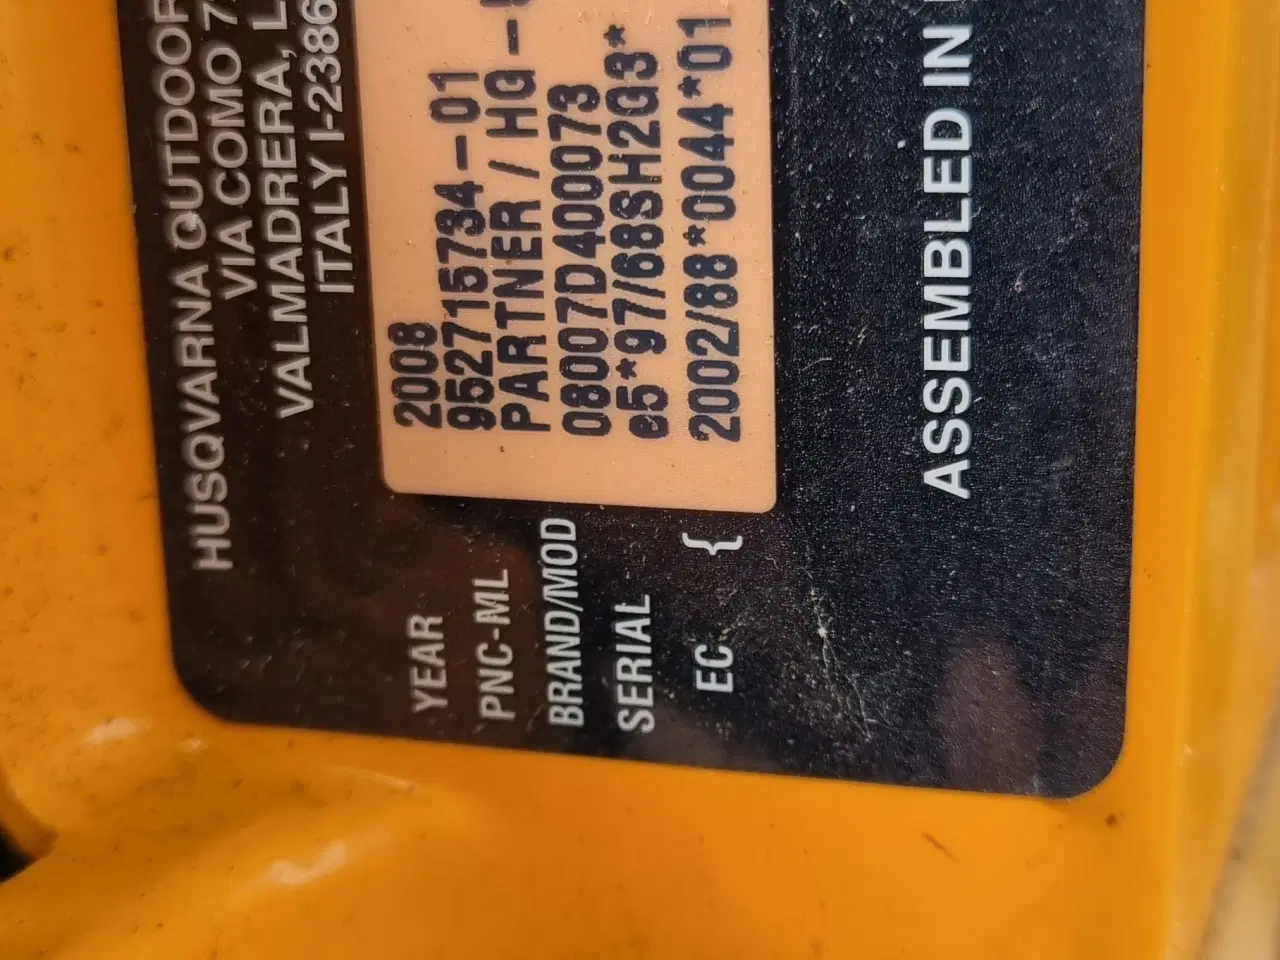 HUSQVARNA OUTDOOR
VIA COMO 7
VALMADRERA, L
ITALY I-2386
YEAR 2008
PNC-ML 952715734-01
BRAND/MOD PARTNER / HG-
SERIAL 08007D400073
EC { e5*97/68SH2G3*
2002/88*0044*01
ASSEMBLED IN